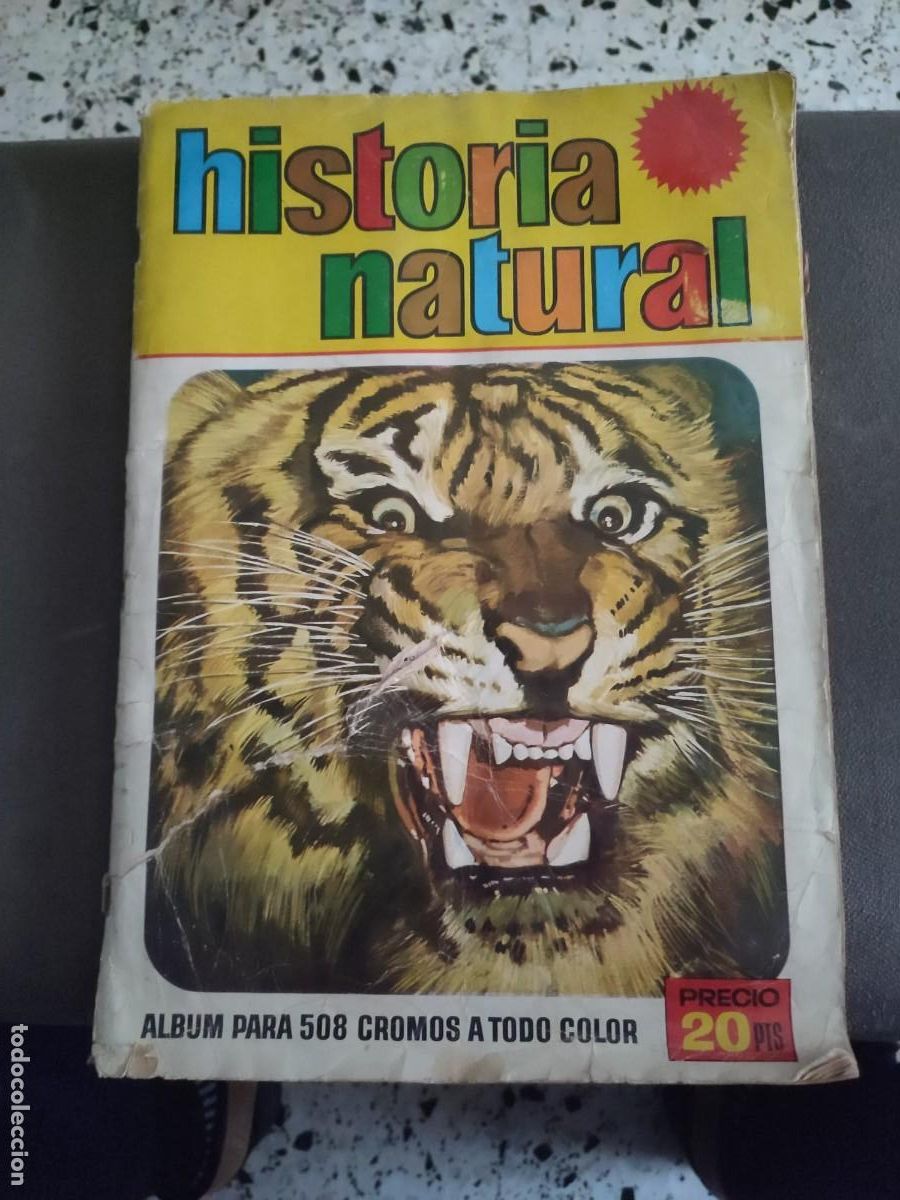 historia
natural
ALBUM PARA 508 CROMOS A TODO COLOR
PRECIO
20 PTS
todocoleccion